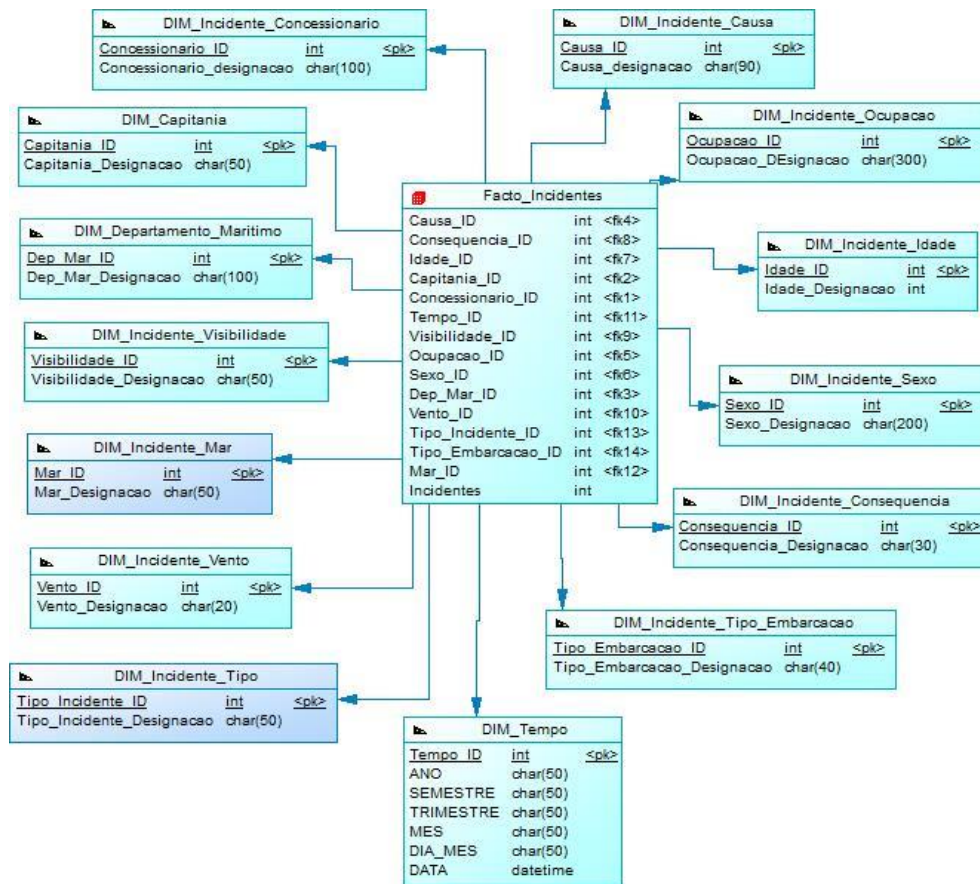 DIM_Incidente_Concessionario
Concessionario_ID int <pk>
Concessionario_designacao char(100)
DIM_Incidente_Causa
Causa_ID int <pk>
Causa_designacao char(90)
DIM_Capitania
Capitania_ID int <pk>
Capitania_Designacao char(50)
DIM_Incidente_Ocupacao
Ocupacao_ID int <pk>
Ocupacao_DEsignacao char(300)
Facto_Incidentes
Causa_ID int <fk4>
Consequencia_ID int <fk8>
Idade_ID int <fk7>
Capitania_ID int <fk2>
Concessionario_ID int <fk1>
Tempo_ID int <fk11>
Visibilidade_ID int <fk9>
Ocupacao_ID int <fk5>
Sexo_ID int <fk6>
Dep_Mar_ID int <fk3>
Vento_ID int <fk10>
Tipo_Incidente_ID int <fk13>
Tipo_Embarcacao_ID int <fk14>
Mar_ID int <fk12>
Incidentes int
DIM_Departamento_Maritimo
Dep_Mar_ID int <pk>
Dep_Mar_Designacao char(100)
DIM_Incidente_Idade
Idade_ID int <pk>
Idade_Designacao int
DIM_Incidente_Visibilidade
Visibilidade_ID int <pk>
Visibilidade_Designacao char(50)
DIM_Incidente_Sexo
Sexo_ID int <pk>
Sexo_Designacao char(200)
DIM_Incidente_Mar
Mar_ID int <pk>
Mar_Designacao char(50)
DIM_Incidente_Consequencia
Consequencia_ID int <pk>
Consequencia_Designacao char(30)
DIM_Incidente_Vento
Vento_ID int <pk>
Vento_Designacao char(20)
DIM_Incidente_Tipo_Embarcacao
Tipo_Embarcacao_ID int <pk>
Tipo_Embarcacao_Designacao char(40)
DIM_Incidente_Tipo
Tipo_Incidente_ID int <pk>
Tipo_Incidente_Designacao char(50)
DIM_Tempo
Tempo_ID int <pk>
ANO char(50)
SEMESTRE char(50)
TRIMESTRE char(50)
MES char(50)
DIA_MES char(50)
DATA datetime